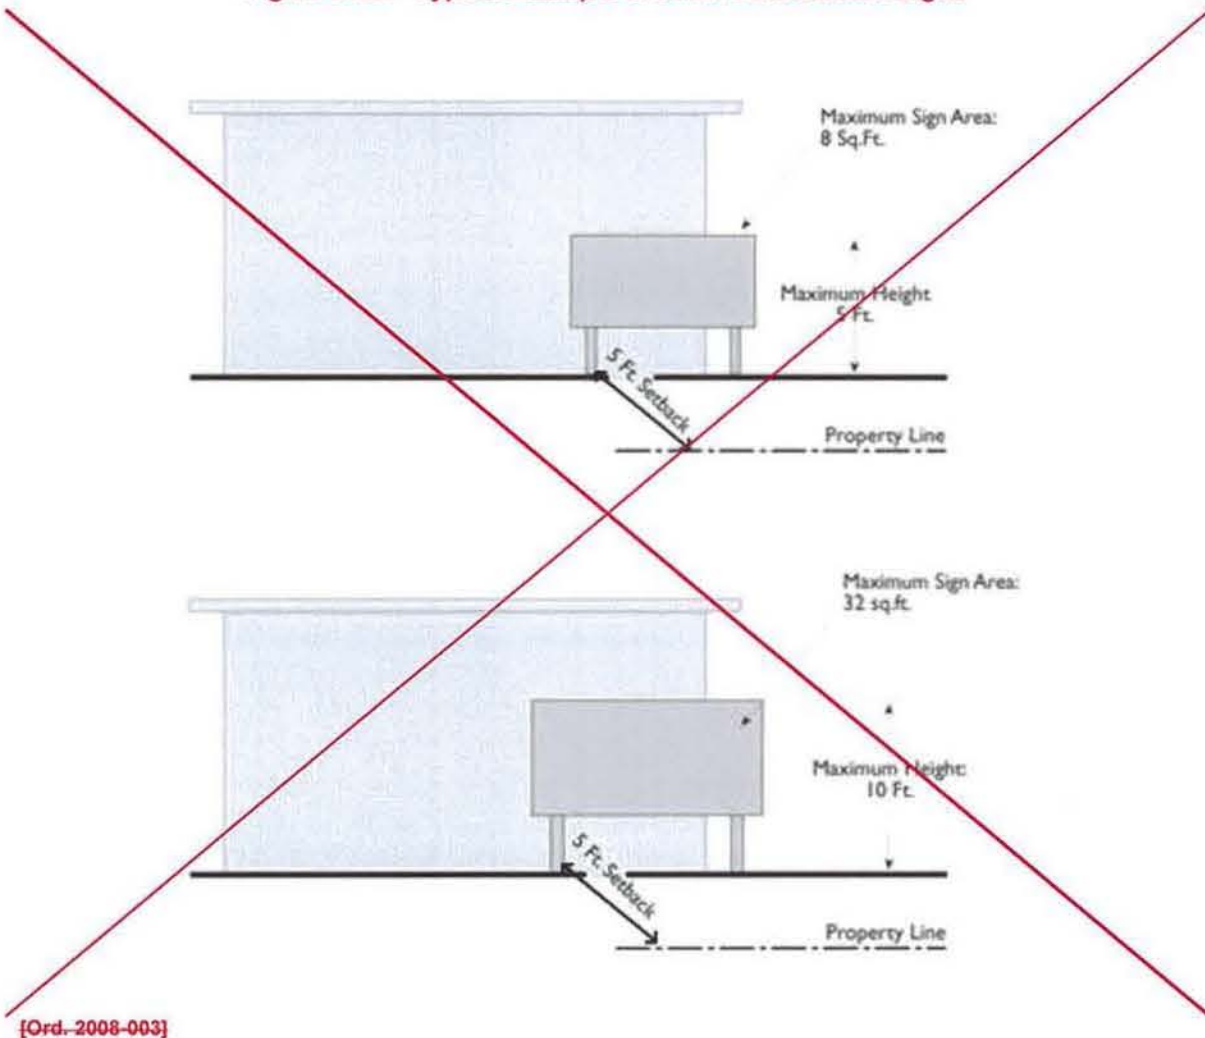 Maximum Sign Area:
8 Sq.Ft.
Maximum Height
5 Ft.
5 Ft. Setback
Property Line
Maximum Sign Area:
32 sq.ft.
Maximum Height:
10 Ft.
5 Ft. Setback
Property Line
[Ord. 2008-003]